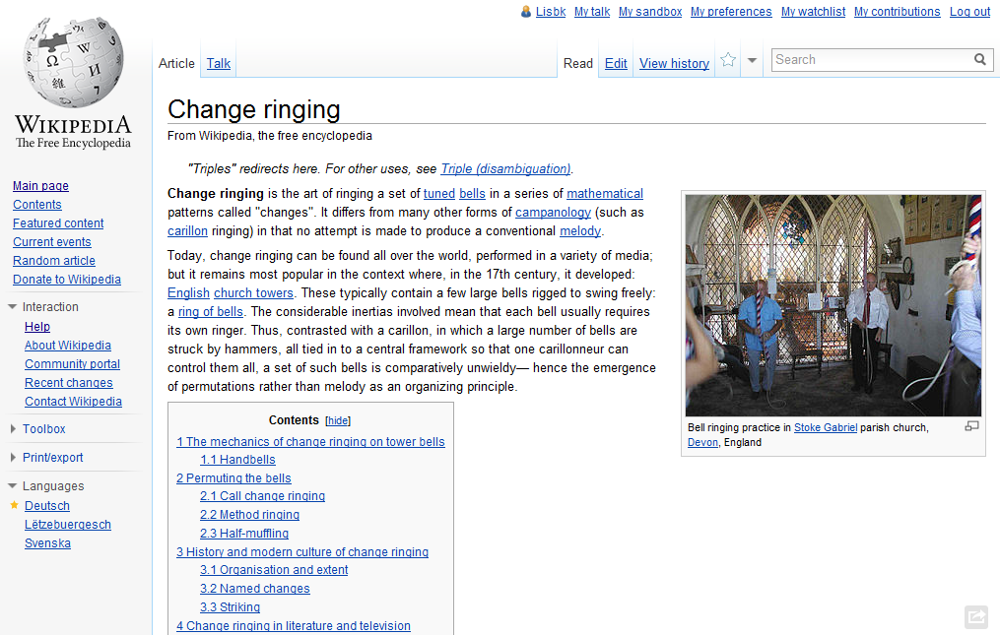 Lisbk My talk My sandbox My preferences My watchlist My contributions Log out
Article Talk Read Edit View history Search
WIKIPEDIA
The Free Encyclopedia
Main page
Contents
Featured content
Current events
Random article
Donate to Wikipedia
Interaction
Help
About Wikipedia
Community portal
Recent changes
Contact Wikipedia
Toolbox
Print/export
Languages
Deutsch
Lëtzebuergesch
Svenska
Change ringing
From Wikipedia, the free encyclopedia
"Triples" redirects here. For other uses, see Triple (disambiguation).
Change ringing is the art of ringing a set of tuned bells in a series of mathematical
patterns called "changes". It differs from many other forms of campanology (such as
carillon ringing) in that no attempt is made to produce a conventional melody.
Today, change ringing can be found all over the world, performed in a variety of media;
but it remains most popular in the context where, in the 17th century, it developed:
English church towers. These typically contain a few large bells rigged to swing freely:
a ring of bells. The considerable inertias involved mean that each bell usually requires
its own ringer. Thus, contrasted with a carillon, in which a large number of bells are
struck by hammers, all tied in to a central framework so that one carillonneur can
control them all, a set of such bells is comparatively unwieldy— hence the emergence
of permutations rather than melody as an organizing principle.
Bell ringing practice in Stoke Gabriel parish church,
Devon, England
Contents [hide]
1 The mechanics of change ringing on tower bells
1.1 Handbells
2 Permuting the bells
2.1 Call change ringing
2.2 Method ringing
2.3 Half-muffling
3 History and modern culture of change ringing
3.1 Organisation and extent
3.2 Named changes
3.3 Striking
4 Change ringing in literature and television